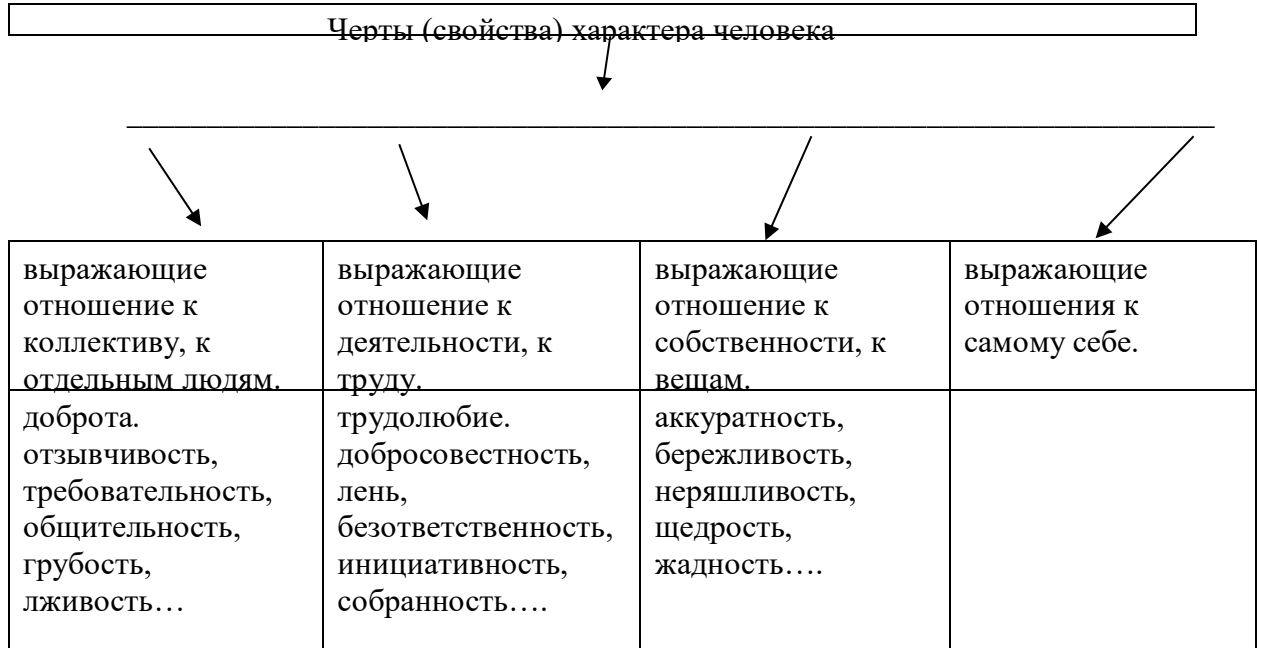 Черты (свойства) характера человека
выражающие
отношение к
коллективу, к
отдельным людям.
выражающие
отношение к
деятельности, к
труду.
выражающие
отношение к
собственности, к
вещам.
выражающие
отношения к
самому себе.
доброта.
отзывчивость,
требовательность,
общительность,
грубость,
лживость…
трудолюбие.
добросовестность,
лень,
безответственность,
инициативность,
собранность….
аккуратность,
бережливость,
неряшливость,
щедрость,
жадность….